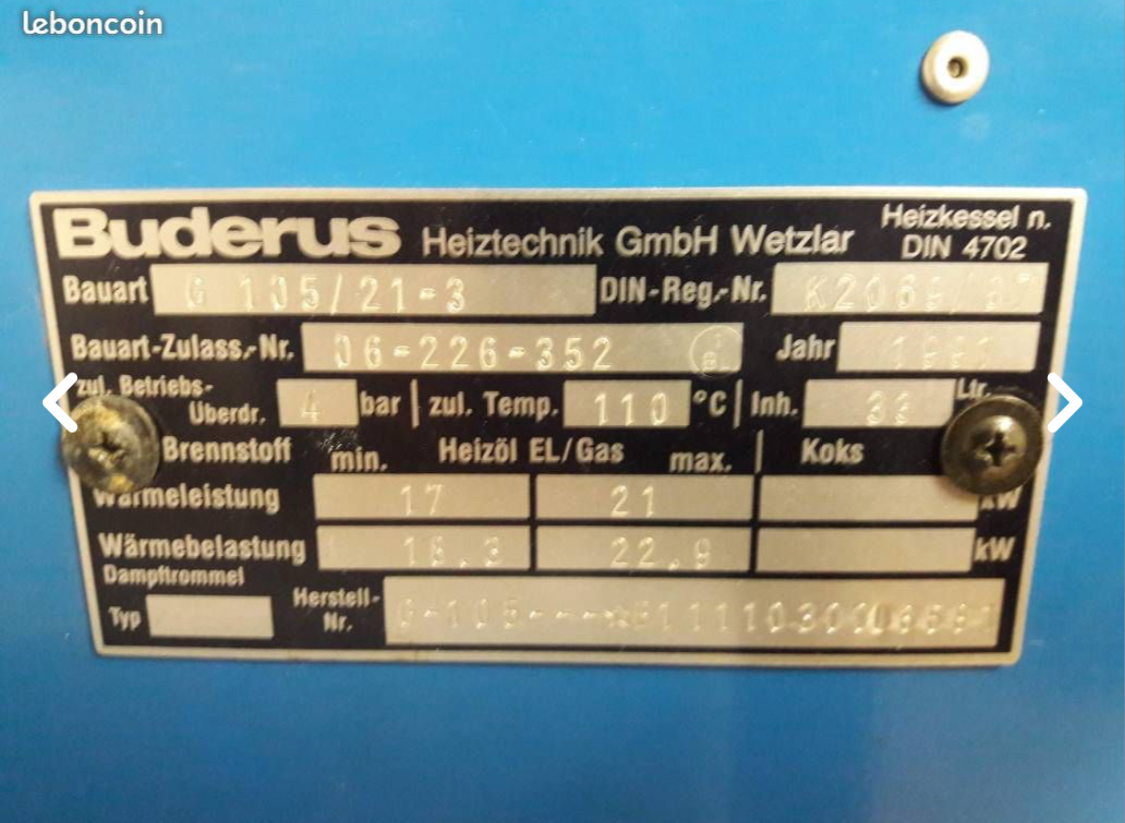 leboncoin
Buderus Heiztechnik GmbH Wetzlar Heizkessel n. DIN 4702
Bauart G 105/21-3 DIN-Reg.-Nr.
Bauart-Zulass.-Nr. 06-226-352 Jahr 1991
zul. Betriebs-
Überdr. 4 bar zul. Temp. 110 °C Inh. 33 Ltr.
Brennstoff min. Heizöl EL/Gas max. Koks
Wärmeleistung 17 21 kW
Wärmebelastung 18.3 22.9 kW
Dampftrommel
Typ Herstell-
Nr.